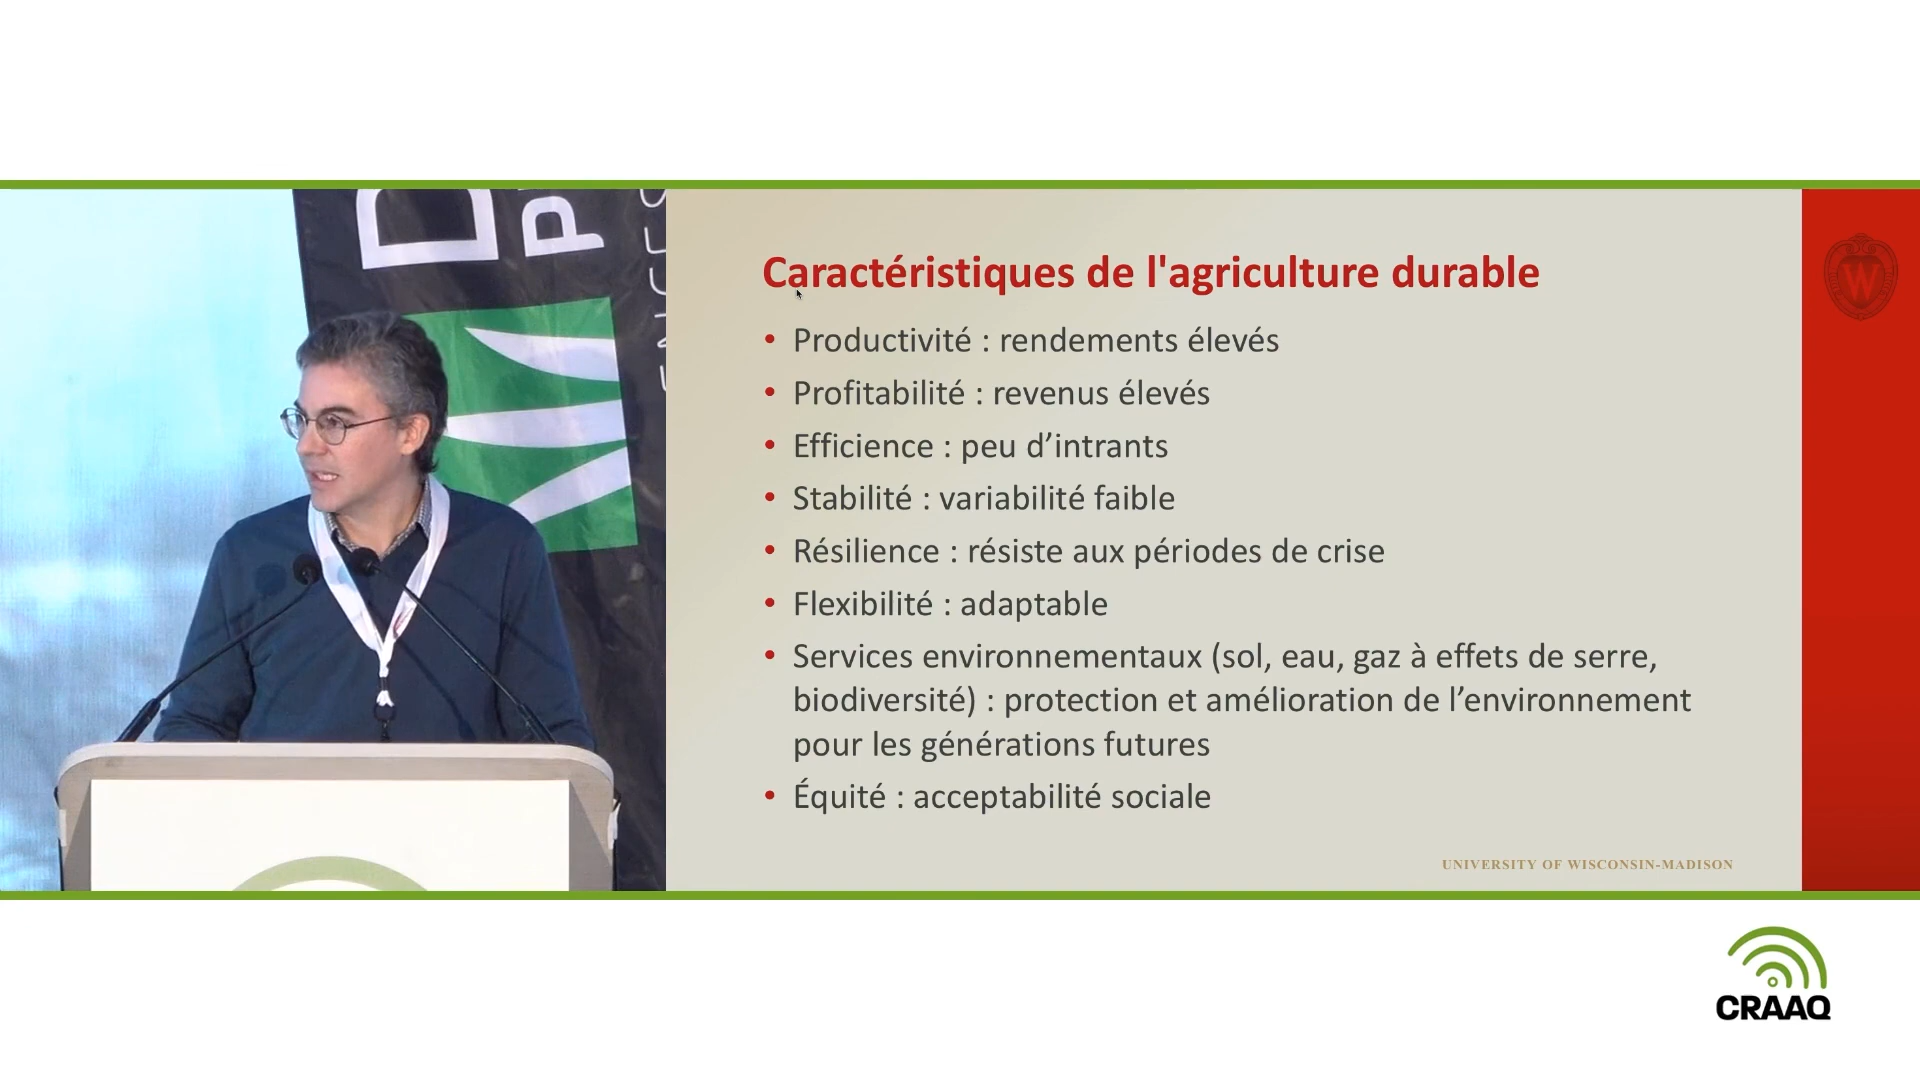 Caractéristiques de l'agriculture durable
• Productivité : rendements élevés
• Profitabilité : revenus élevés
• Efficience : peu d’intrants
• Stabilité : variabilité faible
• Résilience : résiste aux périodes de crise
• Flexibilité : adaptable
• Services environnementaux (sol, eau, gaz à effets de serre,
biodiversité) : protection et amélioration de l’environnement
pour les générations futures
• Équité : acceptabilité sociale
UNIVERSITY OF WISCONSIN-MADISON
W
CRAAQ